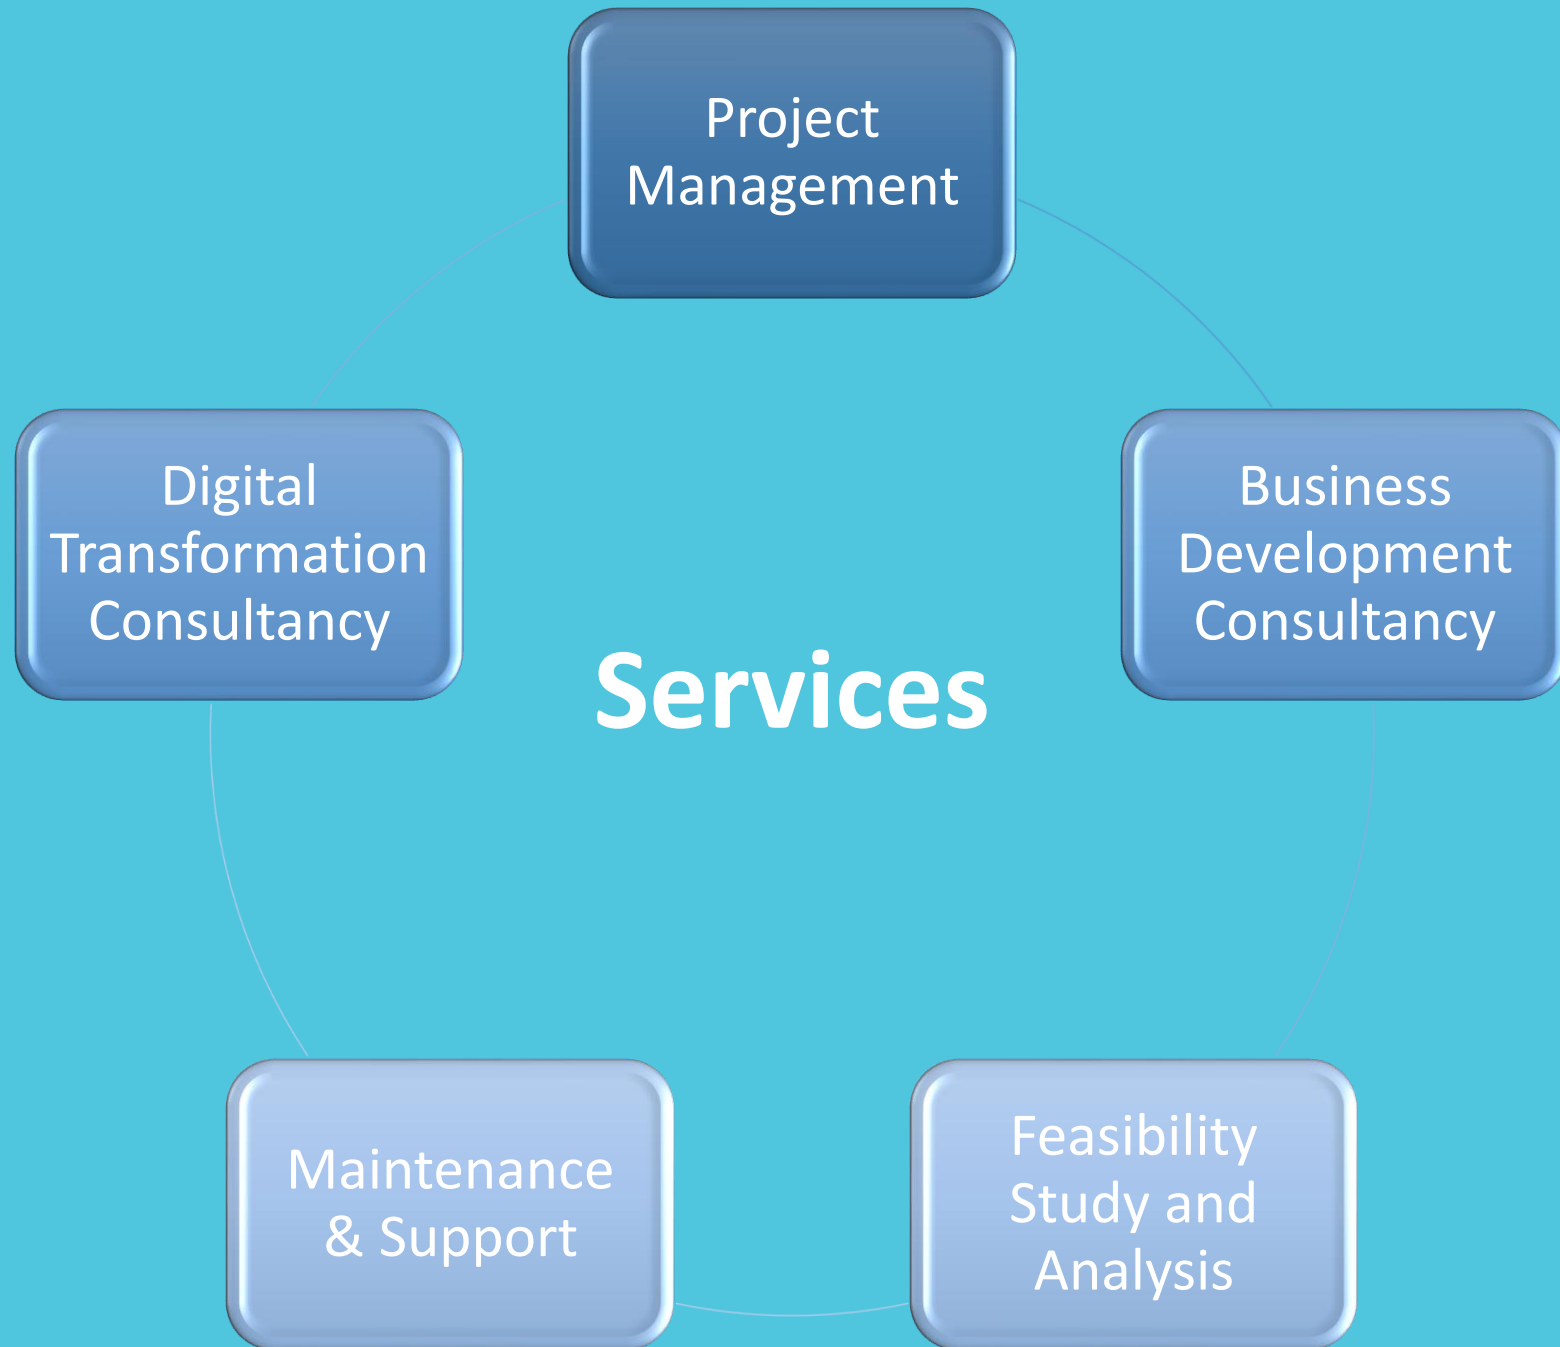 Project
Management
Digital
Transformation
Consultancy
Business
Development
Consultancy
Services
Maintenance
& Support
Feasibility
Study and
Analysis